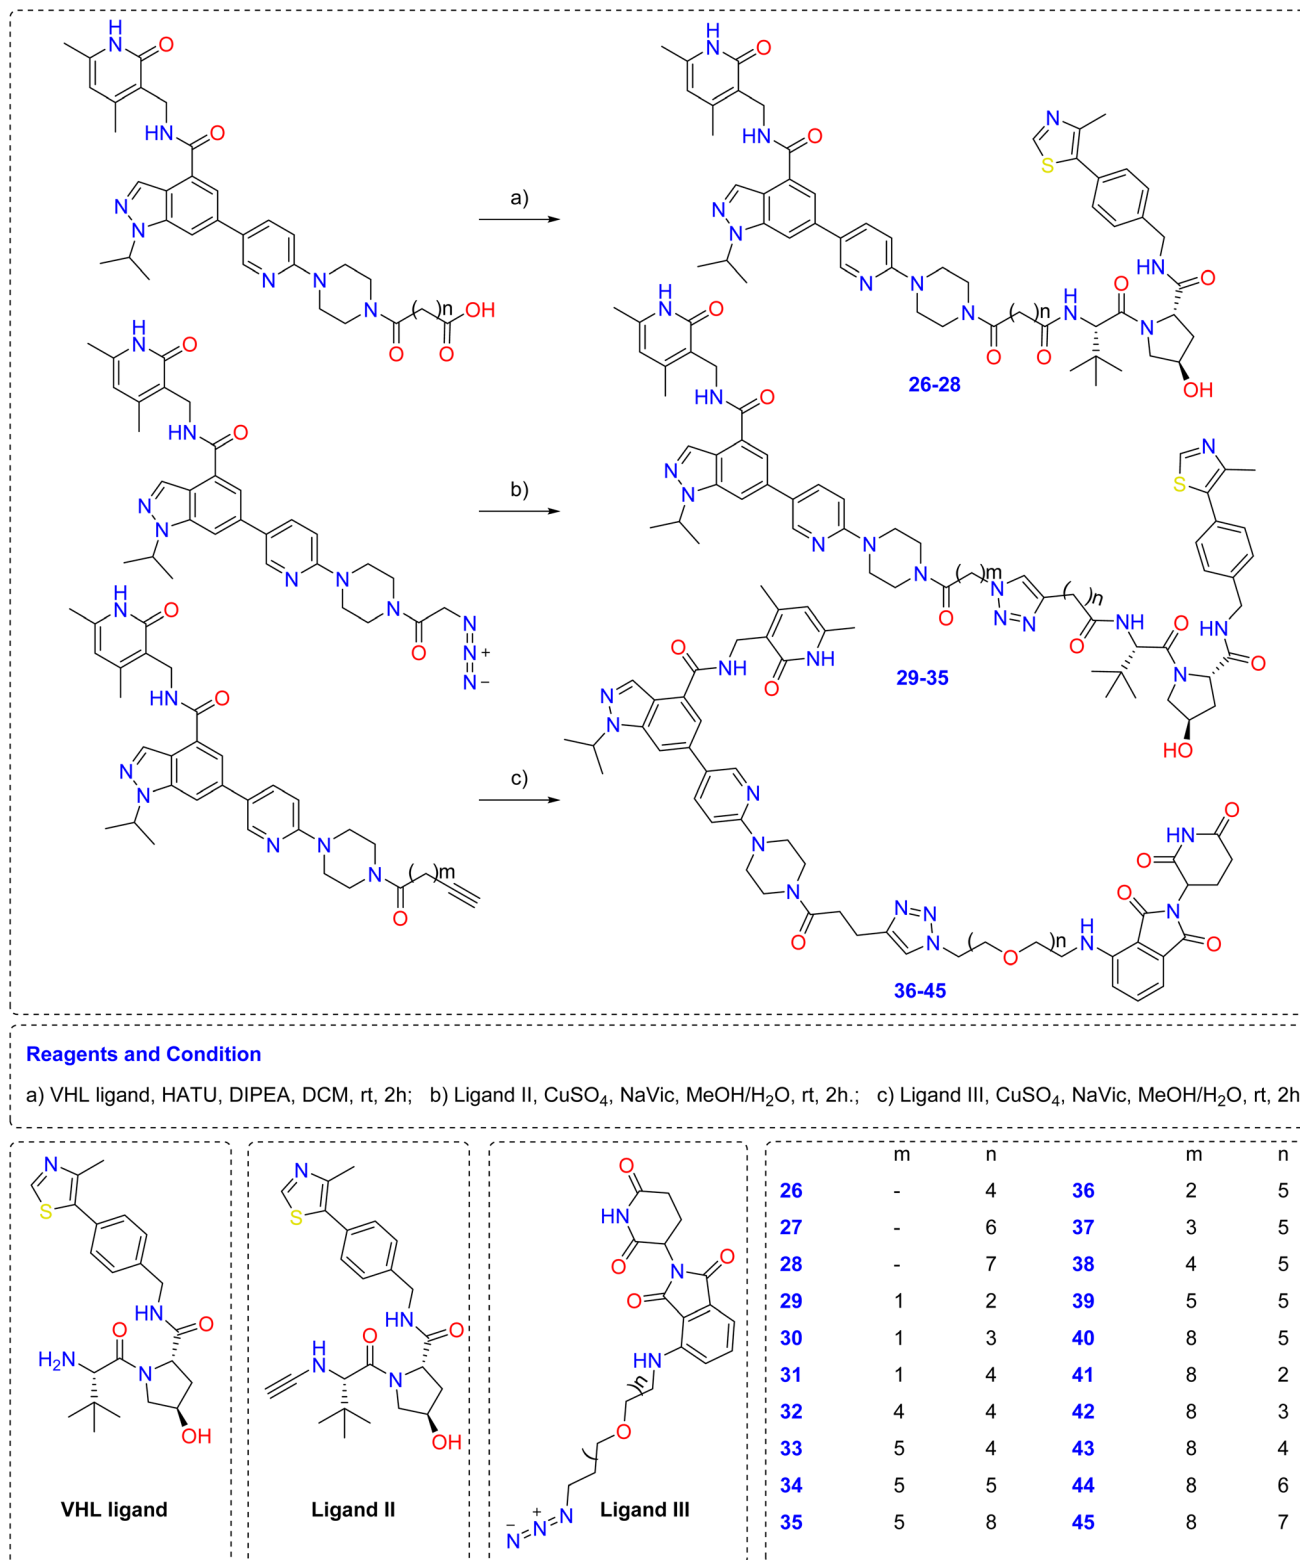 a)
26-28
b)
29-35
c)
36-45
Reagents and Condition
a) VHL ligand, HATU, DIPEA, DCM, rt, 2h; b) Ligand II, CuSO₄, NaVic, MeOH/H₂O, rt, 2h.; c) Ligand III, CuSO₄, NaVic, MeOH/H₂O, rt, 2h
VHL ligand
Ligand II
Ligand III
m n m n
26 - 4 36 2 5
27 - 6 37 3 5
28 - 7 38 4 5
29 1 2 39 5 5
30 1 3 40 8 5
31 1 4 41 8 2
32 4 4 42 8 3
33 5 4 43 8 4
34 5 5 44 8 6
35 5 8 45 8 7